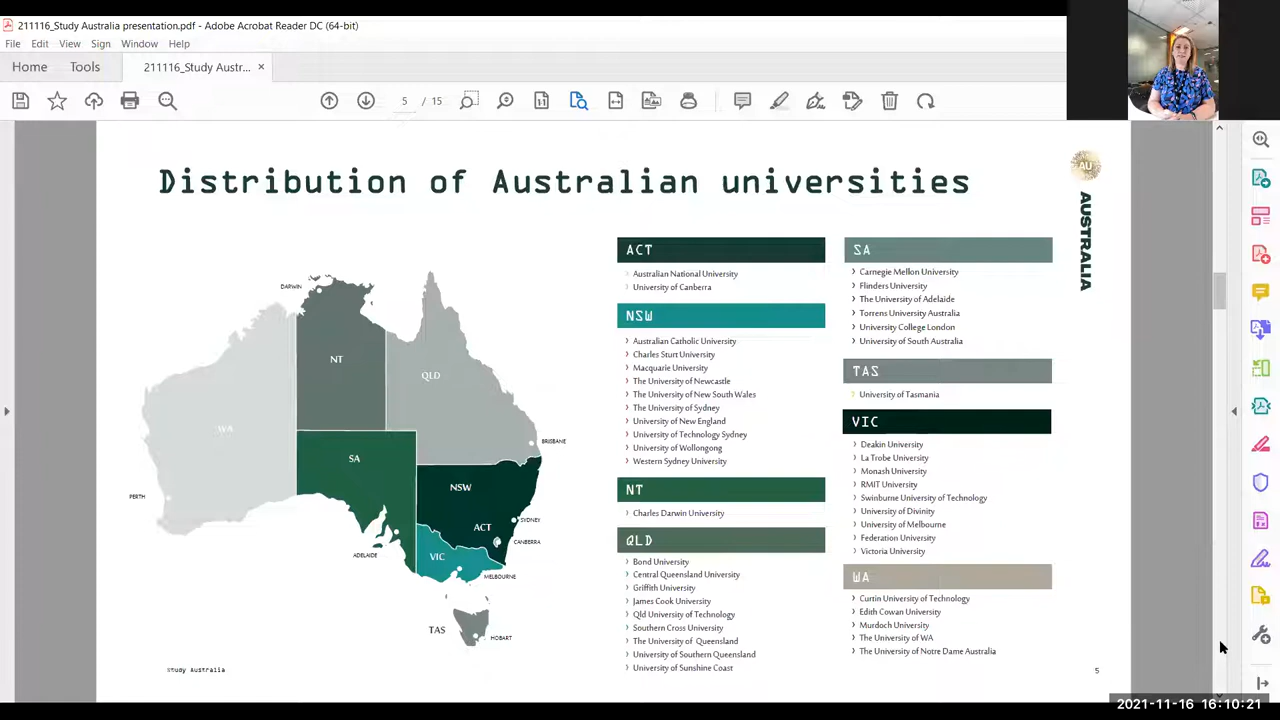 211116_Study Australia presentation.pdf - Adobe Acrobat Reader DC (64-bit)
File Edit View Sign Window Help
Home Tools 211116_Study Austr... ×
5 / 15
Distribution of Australian universities
AU
AUSTRALIA
DARWIN
NT
QLD
WA
BRISBANE
SA
NSW
PERTH
SYDNEY
ACT
CANBERRA
ADELAIDE
VIC
MELBOURNE
TAS
HOBART
ACT
Australian National University
University of Canberra
NSW
Australian Catholic University
Charles Sturt University
Macquarie University
The University of Newcastle
The University of New South Wales
The University of Sydney
University of New England
University of Technology Sydney
University of Wollongong
Western Sydney University
NT
Charles Darwin University
QLD
Bond University
Central Queensland University
Griffith University
James Cook University
Qld University of Technology
Southern Cross University
The University of Queensland
University of Southern Queensland
University of Sunshine Coast
SA
Carnegie Mellon University
Flinders University
The University of Adelaide
Torrens University Australia
University College London
University of South Australia
TAS
University of Tasmania
VIC
Deakin University
La Trobe University
Monash University
RMIT University
Swinburne University of Technology
University of Divinity
University of Melbourne
Federation University
Victoria University
WA
Curtin University of Technology
Edith Cowan University
Murdoch University
The University of WA
The University of Notre Dame Australia
Study Australia
5
2021-11-16 16:10:21